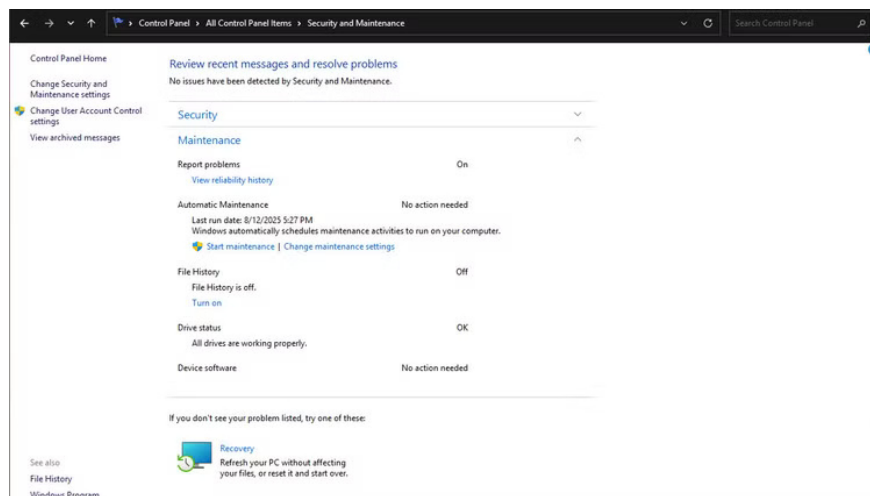 Control Panel > All Control Panel Items > Security and Maintenance
Search Control Panel
Control Panel Home
Change Security and
Maintenance settings
Change User Account Control
settings
View archived messages
Review recent messages and resolve problems
No issues have been detected by Security and Maintenance.
Security
Maintenance
Report problems On
View reliability history
Automatic Maintenance No action needed
Last run date: 8/12/2025 5:27 PM
Windows automatically schedules maintenance activities to run on your computer.
Start maintenance | Change maintenance settings
File History Off
File History is off.
Turn on
Drive status OK
All drives are working properly.
Device software No action needed
If you don't see your problem listed, try one of these:
Recovery
Refresh your PC without affecting
your files, or reset it and start over.
See also
File History
Windows Program